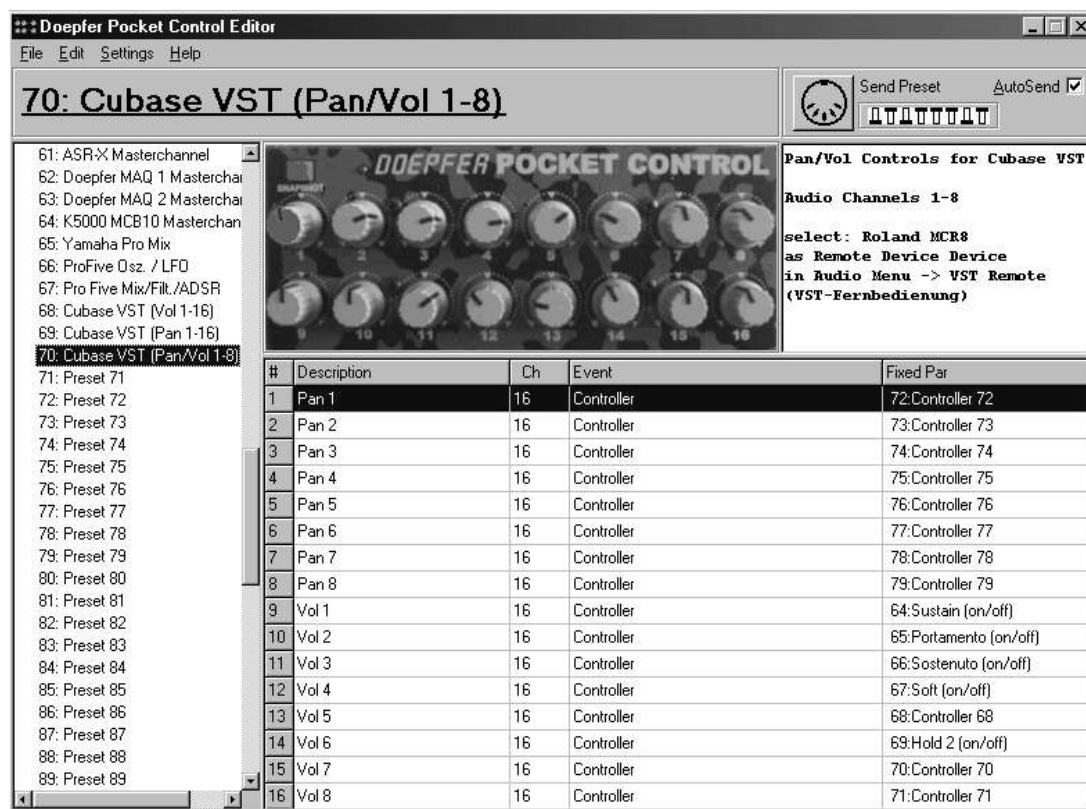 Doepfer Pocket Control Editor
File Edit Settings Help
70: Cubase VST (Pan/Vol 1-8)
Send Preset AutoSend
61: ASR-X Masterchannel
62: Doepfer MAQ 1 Masterchar
63: Doepfer MAQ 2 Masterchar
64: K5000 MCB10 Masterchan
65: Yamaha Pro Mix
66: ProFive Osz. / LFO
67: Pro Five Mix/Filt./ADSR
68: Cubase VST (Vol 1-16)
69: Cubase VST (Pan 1-16)
70: Cubase VST (Pan/Vol 1-8)
71: Preset 71
72: Preset 72
73: Preset 73
74: Preset 74
75: Preset 75
76: Preset 76
77: Preset 77
78: Preset 78
79: Preset 79
80: Preset 80
81: Preset 81
82: Preset 82
83: Preset 83
84: Preset 84
85: Preset 85
86: Preset 86
87: Preset 87
88: Preset 88
89: Preset 89
DOEPFER POCKET CONTROL
SNAPSHOT
1 2 3 4 5 6 7 8
9 10 11 12 13 14 15 16
Pan/Vol Controls for Cubase VST
Audio Channels 1-8
select: Roland MCR8
as Remote Device Device
in Audio Menu -> VST Remote
(VST-Fernbedienung)
# Description Ch Event Fixed Par
1 Pan 1 16 Controller 72:Controller 72
2 Pan 2 16 Controller 73:Controller 73
3 Pan 3 16 Controller 74:Controller 74
4 Pan 4 16 Controller 75:Controller 75
5 Pan 5 16 Controller 76:Controller 76
6 Pan 6 16 Controller 77:Controller 77
7 Pan 7 16 Controller 78:Controller 78
8 Pan 8 16 Controller 79:Controller 79
9 Vol 1 16 Controller 64:Sustain (on/off)
10 Vol 2 16 Controller 65:Portamento (on/off)
11 Vol 3 16 Controller 66:Sostenuto (on/off)
12 Vol 4 16 Controller 67:Soft (on/off)
13 Vol 5 16 Controller 68:Controller 68
14 Vol 6 16 Controller 69:Hold 2 (on/off)
15 Vol 7 16 Controller 70:Controller 70
16 Vol 8 16 Controller 71:Controller 71